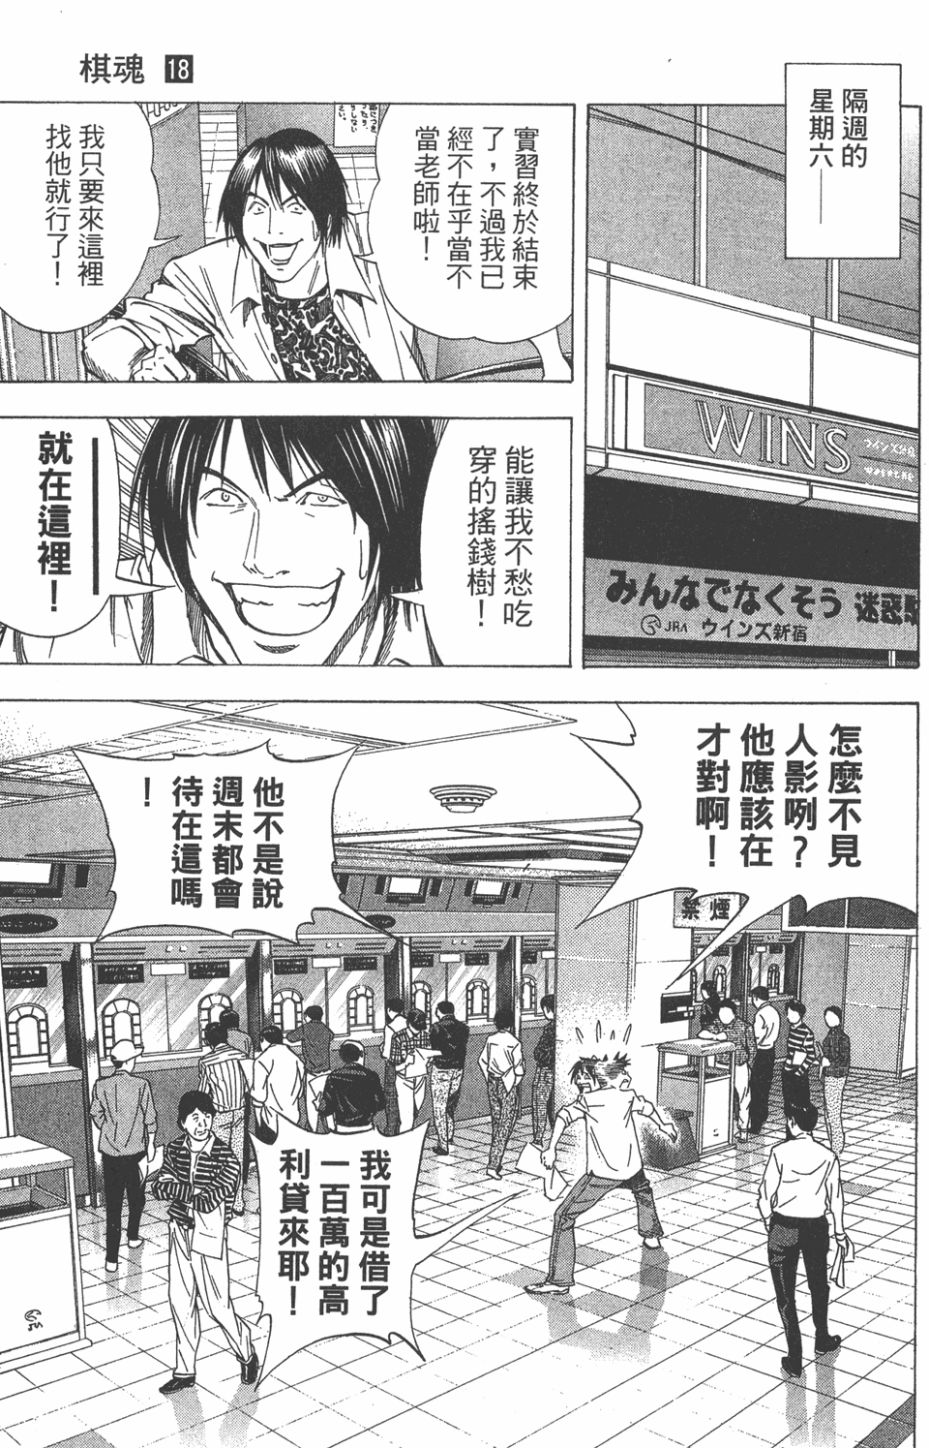 棋魂 18
隔週的
星期六——
WINS
みんなでなくそう 迷惑
JRA ウインズ新宿
實習終於結束
了，不過我已
經不在乎當不
當老師啦！
我只要來這裡
找他就行了！
能讓我不愁吃
穿的搖錢樹！
——
就在這裡！
怎麼不見
人影咧？
他應該在
才對啊！
禁煙
他不是說
週末都會
待在這嗎
！
我可是借了
一百萬的高
利貸來耶！